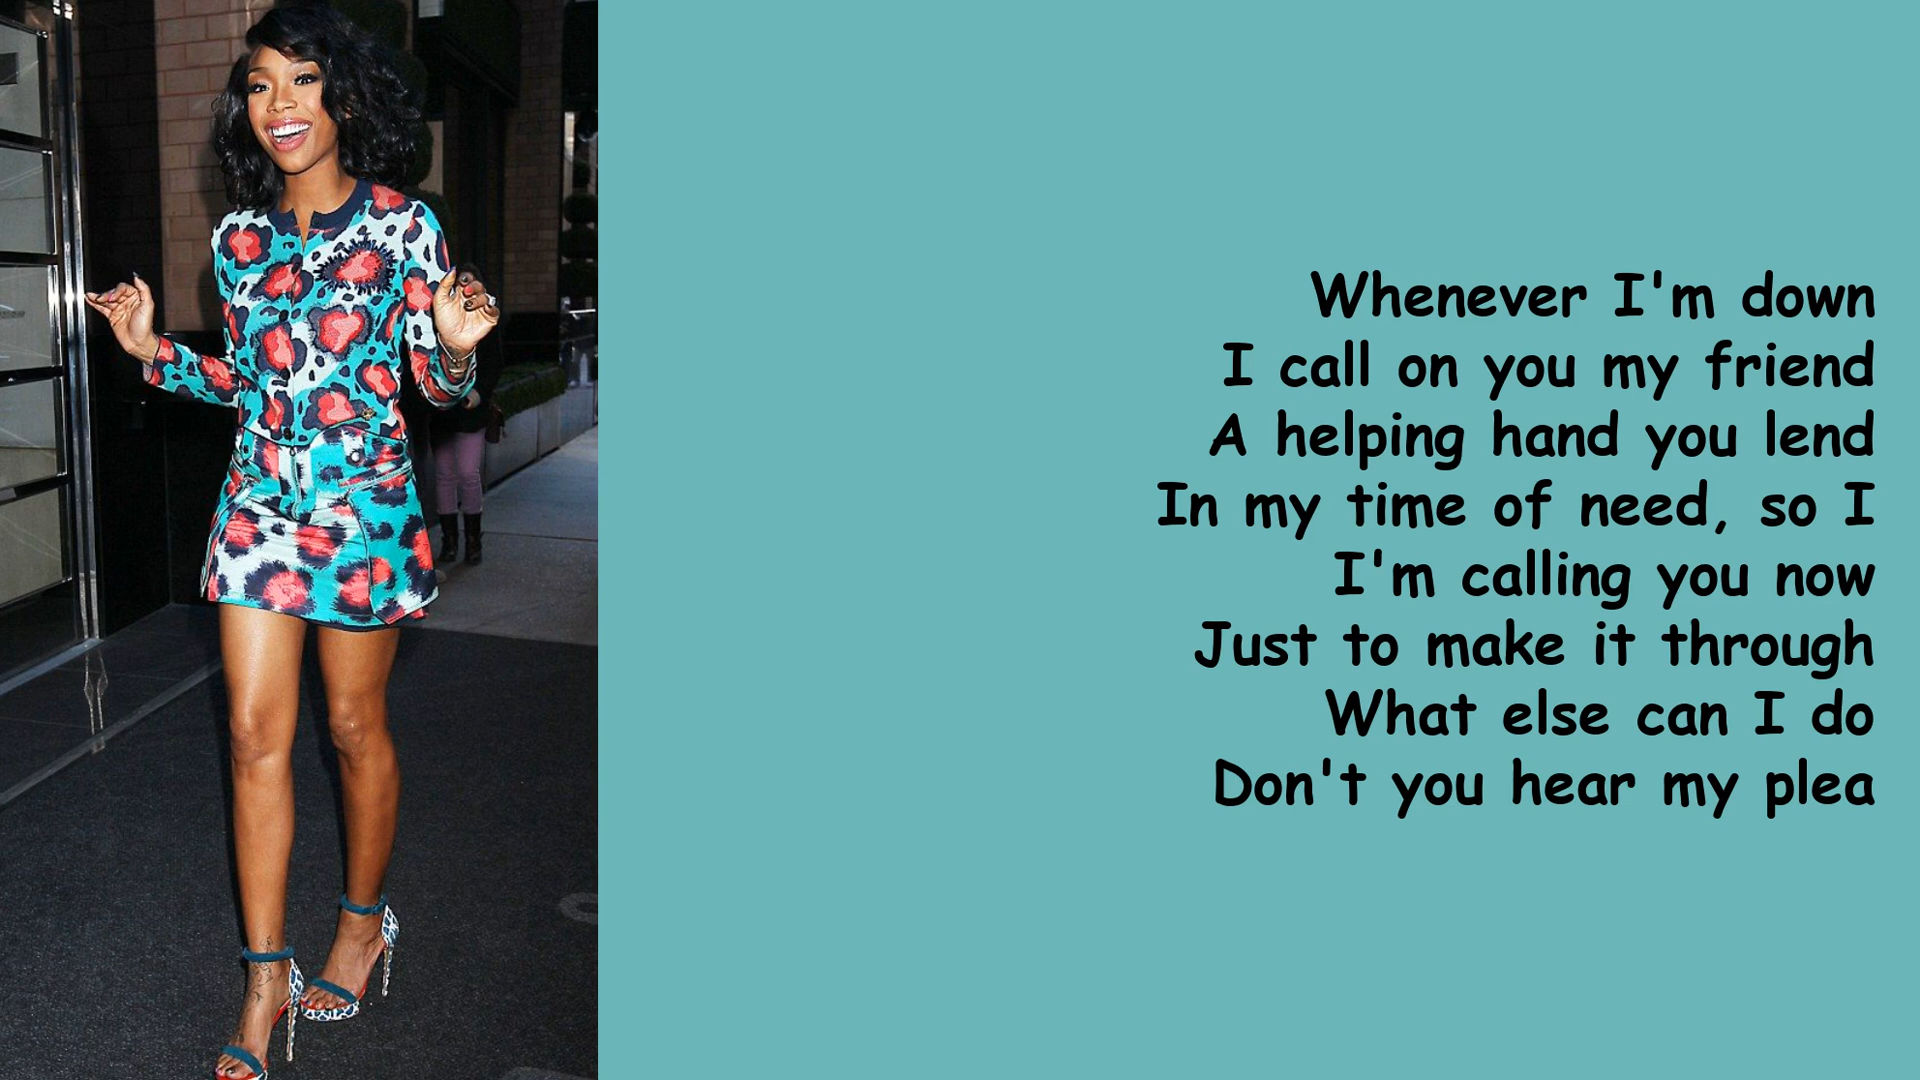 Whenever I'm down
I call on you my friend
A helping hand you lend
In my time of need, so I
I'm calling you now
Just to make it through
What else can I do
Don't you hear my plea